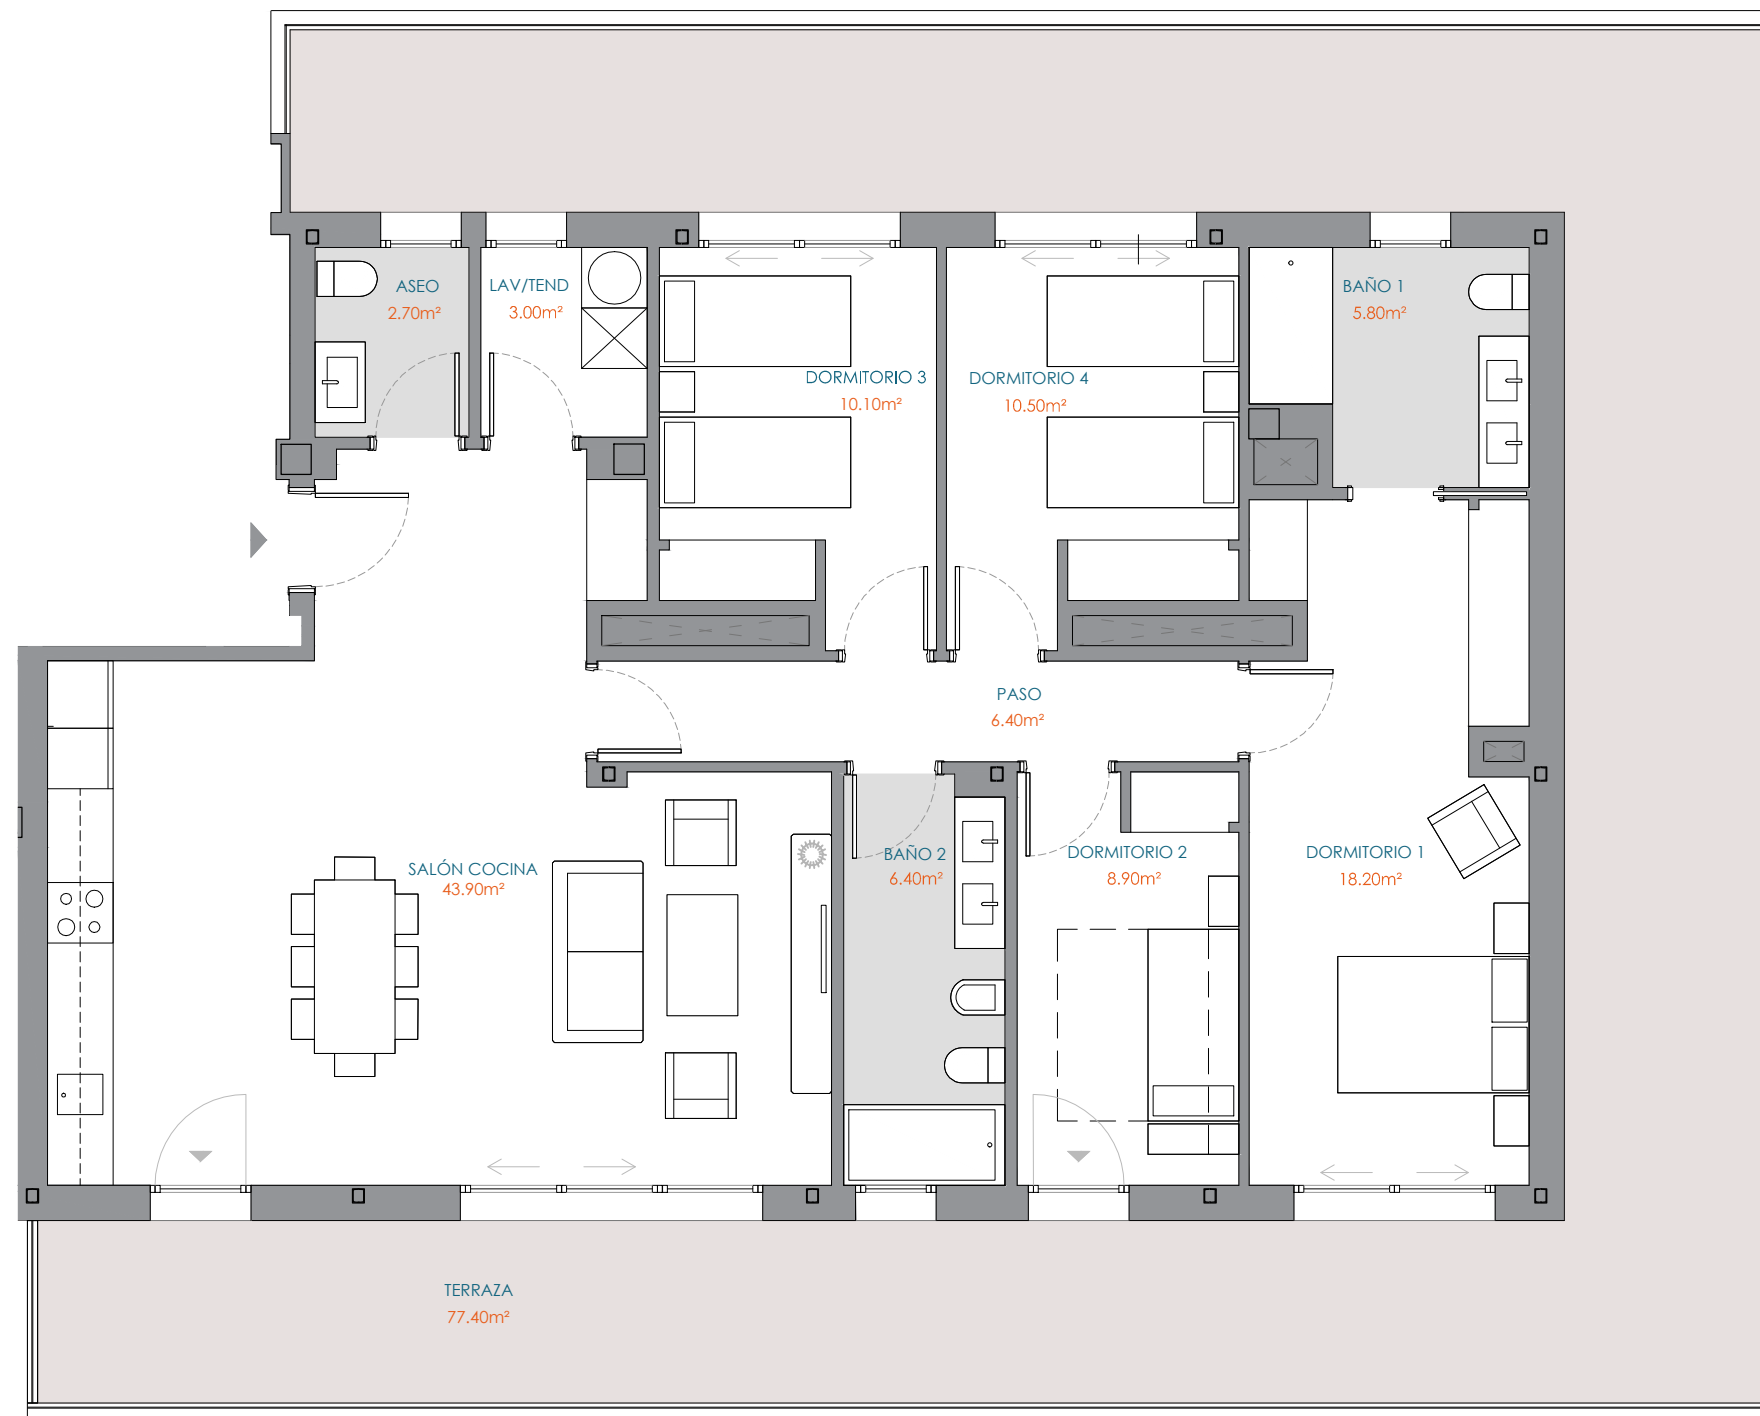 ASEO
2.70m²
LAV/TEND
3.00m²
BAÑO 1
5.80m²
DORMITORIO 3
10.10m²
DORMITORIO 4
10.50m²
PASO
6.40m²
SALÓN COCINA
43.90m²
BAÑO 2
6.40m²
DORMITORIO 2
8.90m²
DORMITORIO 1
18.20m²
TERRAZA
77.40m²